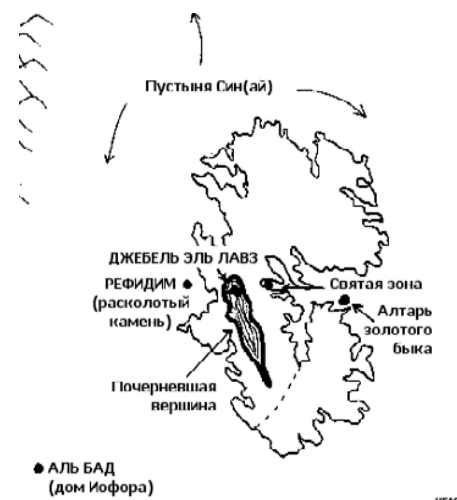 Пустыня Син(ай)
ДЖЕБЕЛЬ ЭЛЬ ЛАВЗ
РЕФИДИМ
(расколотый
камень)
Святая зона
Алтарь
золотого
быка
Почерневшая
вершина
АЛЬ БАД
(дом Иофора)